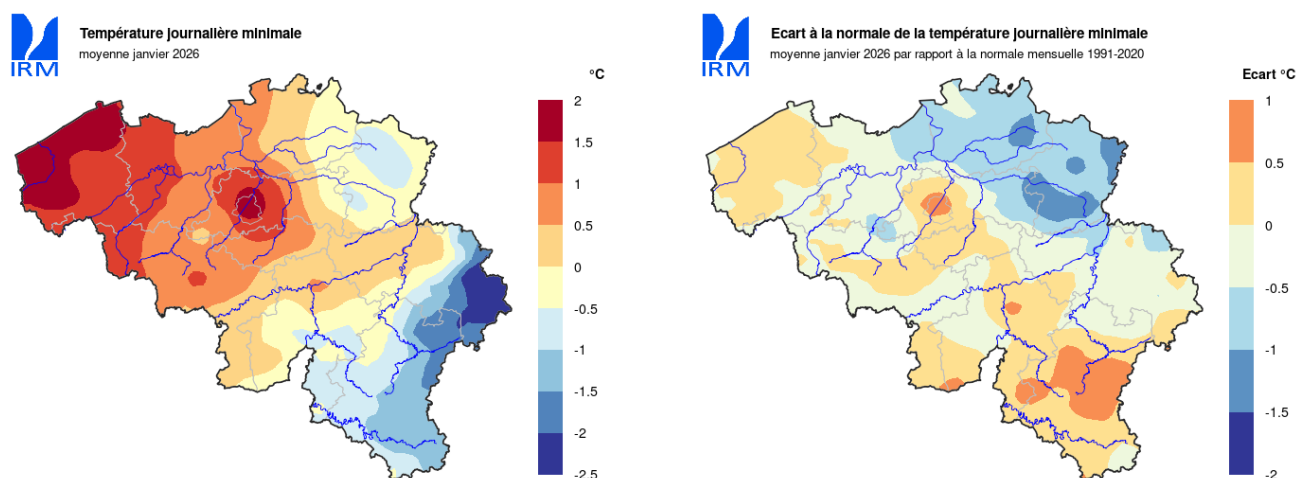 IRM
Température journalière minimale
moyenne janvier 2026
°C
2
1.5
1
0.5
0
-0.5
-1
-1.5
-2
-2.5
IRM
Ecart à la normale de la température journalière minimale
moyenne janvier 2026 par rapport à la normale mensuelle 1991-2020
Ecart °C
1
0.5
0
-0.5
-1
-1.5
-2